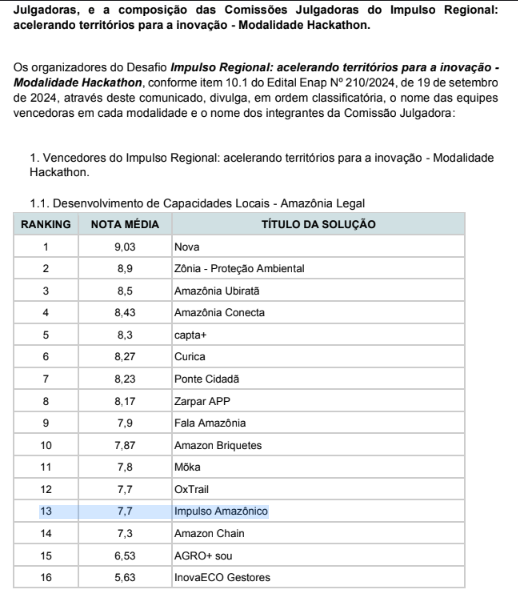 Julgadoras, e a composição das Comissões Julgadoras do Impulso Regional:
acelerando territórios para a inovação - Modalidade Hackathon.
Os organizadores do Desafio Impulso Regional: acelerando territórios para a inovação -
Modalidade Hackathon, conforme item 10.1 do Edital Enap Nº 210/2024, de 19 de setembro
de 2024, através deste comunicado, divulga, em ordem classificatória, o nome das equipes
vencedoras em cada modalidade e o nome dos integrantes da Comissão Julgadora:
1. Vencedores do Impulso Regional: acelerando territórios para a inovação - Modalidade
Hackathon.
1.1. Desenvolvimento de Capacidades Locais - Amazônia Legal
RANKING NOTA MÉDIA TÍTULO DA SOLUÇÃO
1 9,03 Nova
2 8,9 Zônia - Proteção Ambiental
3 8,5 Amazônia Ubiratã
4 8,43 Amazônia Conecta
5 8,3 capta+
6 8,27 Curica
7 8,23 Ponte Cidadã
8 8,17 Zarpar APP
9 7,9 Fala Amazônia
10 7,87 Amazon Briquetes
11 7,8 Mõka
12 7,7 OxTrail
13 7,7 Impulso Amazônico
14 7,3 Amazon Chain
15 6,53 AGRO+ sou
16 5,63 InovaECO Gestores